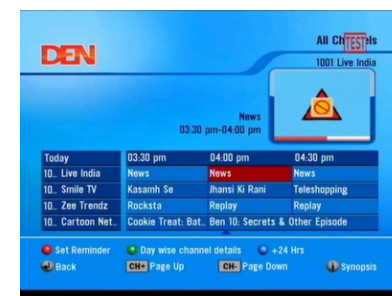 DEN
All Ch TEST ls
1001 Live India
News
03:30 pm-04:00 pm
Today 03:30 pm 04:00 pm 04:30 pm
10.. Live India News News News
10.. Smile TV Kasamh Se Jhansi Ki Rani Teleshopping
10.. Zee Trendz Rocksta Replay Replay
10.. Cartoon Net.. Cookie Treat: Bat.. Ben 10: Secrets & Other Episode
Set Reminder Day wise channel details +24 Hrs
Back CH+ Page Up CH- Page Down i Synopsis